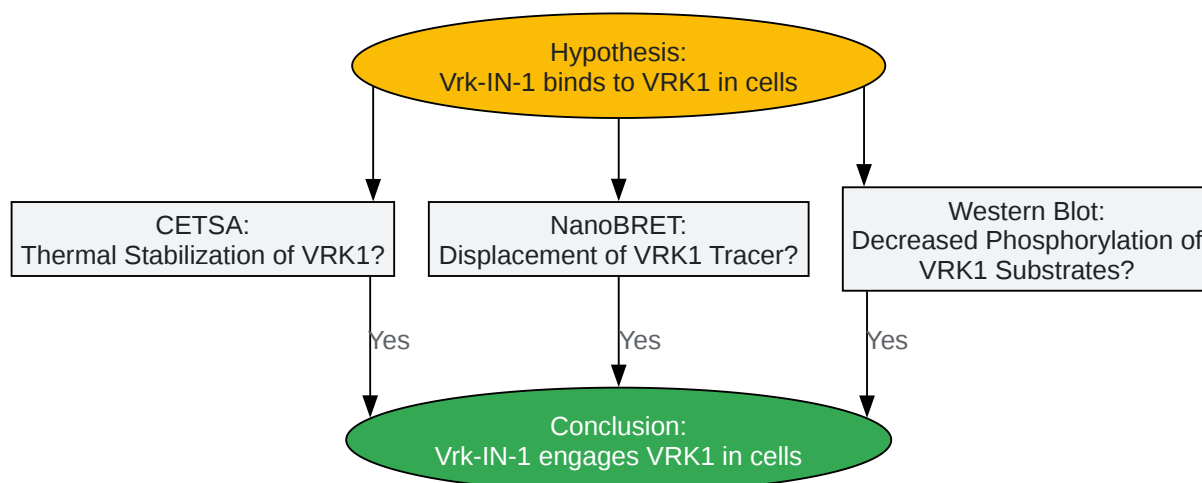 Hypothesis:
Vrk-IN-1 binds to VRK1 in cells
CETSA:
Thermal Stabilization of VRK1?
NanoBRET:
Displacement of VRK1 Tracer?
Western Blot:
Decreased Phosphorylation of
VRK1 Substrates?
Yes
Yes
Yes
Conclusion:
Vrk-IN-1 engages VRK1 in cells